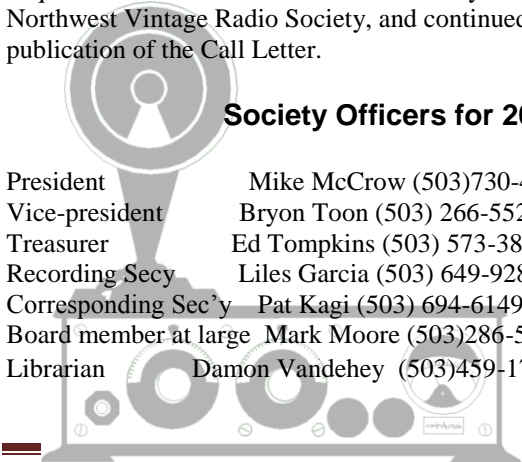 Northwest Vintage Radio Society, and continued
publication of the Call Letter.
Society Officers for
President Mike McCrow (503)730-
Vice-president Bryon Toon (503) 266-552
Treasurer Ed Tompkins (503) 573-38
Recording Secy Liles Garcia (503) 649-928
Corresponding Sec'y Pat Kagi (503) 694-6149
Board member at large Mark Moore (503)286-5
Librarian Damon Vandehey (503)459-17